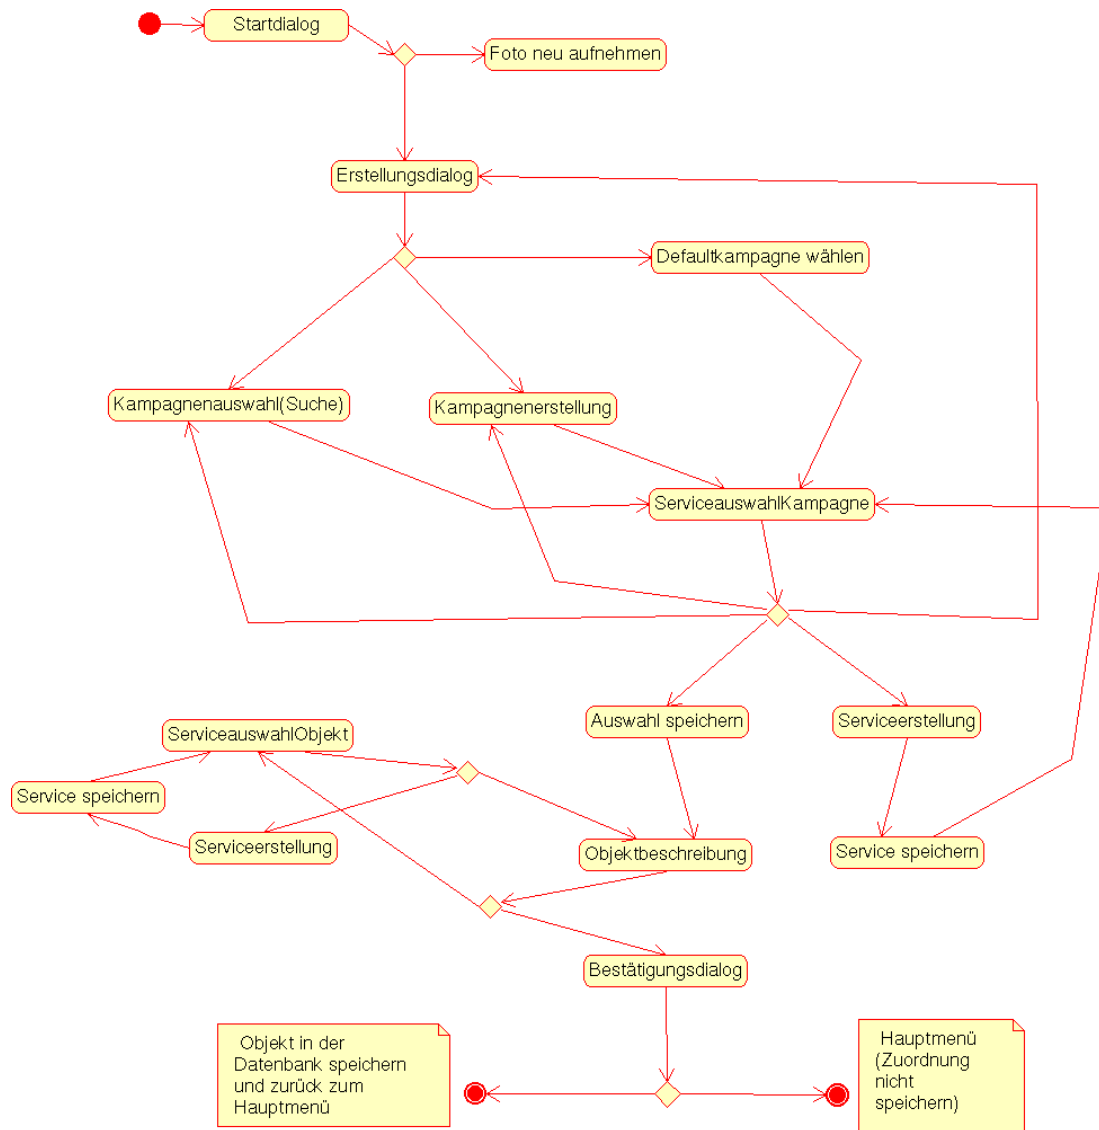 Startdialog
Foto neu aufnehmen
Erstellungsdialog
Defaultkampagne wählen
Kampagnenauswahl(Suche)
Kampagnenerstellung
ServiceauswahlKampagne
Auswahl speichern
Serviceerstellung
ServiceauswahlObjekt
Service speichern
Serviceerstellung
Objektbeschreibung
Service speichern
Bestätigungsdialog
Objekt in der
Datenbank speichern
und zurück zum
Hauptmenü
Hauptmenü
(Zuordnung
nicht
speichern)